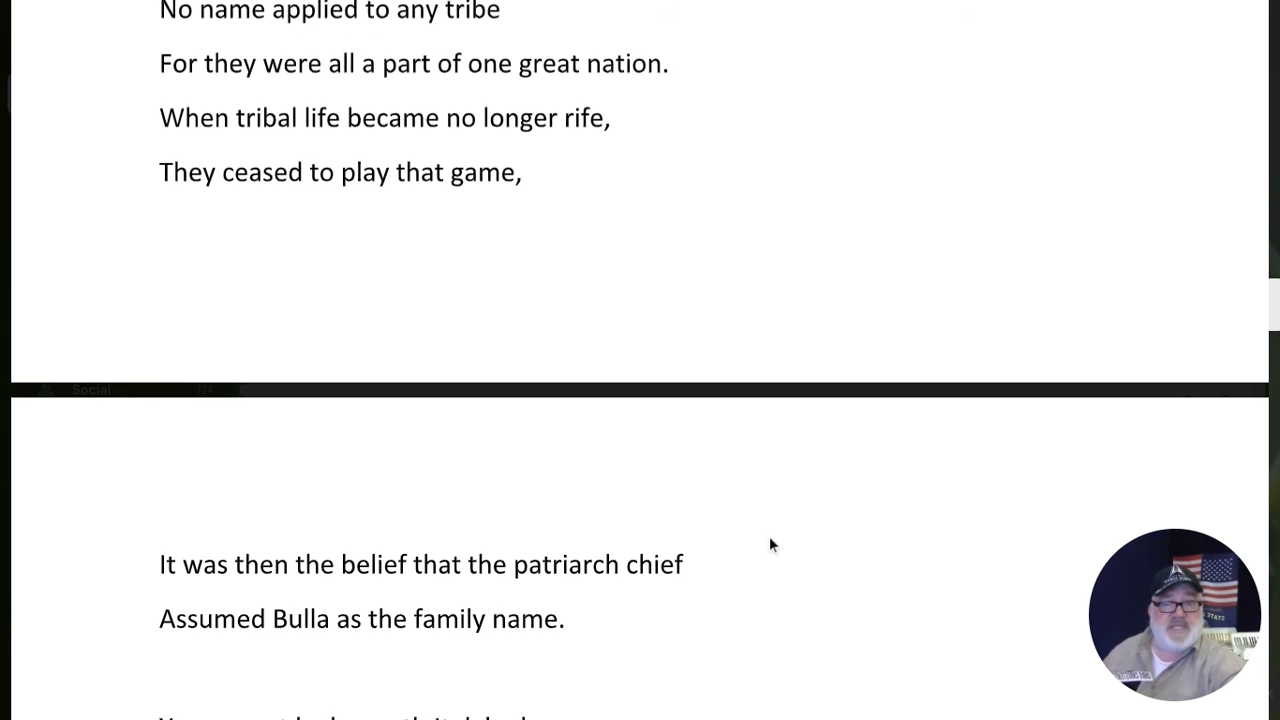 No name applied to any tribe
For they were all a part of one great nation.
When tribal life became no longer rife,
They ceased to play that game,
Social
It was then the belief that the patriarch chief
Assumed Bulla as the family name.